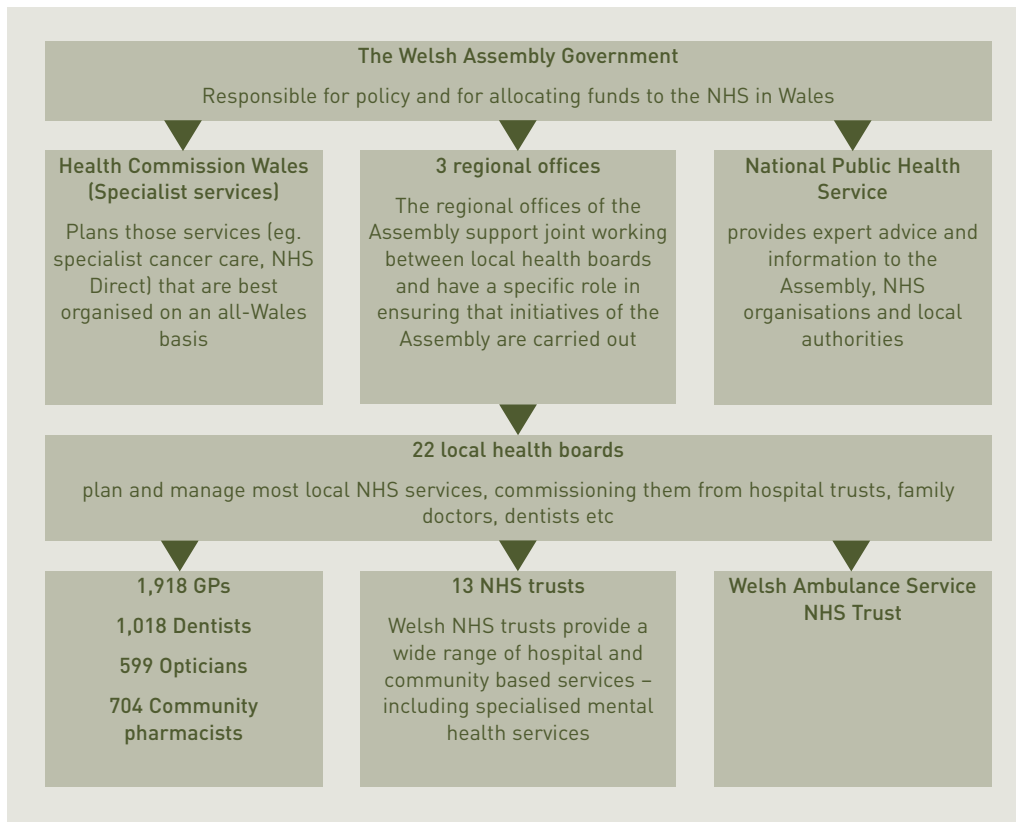 The Welsh Assembly Government
Responsible for policy and for allocating funds to the NHS in Wales
Health Commission Wales
(Specialist services)
Plans those services (eg.
specialist cancer care, NHS
Direct) that are best
organised on an all-Wales
basis
3 regional offices
The regional offices of the
Assembly support joint working
between local health boards
and have a specific role in
ensuring that initiatives of the
Assembly are carried out
National Public Health
Service
provides expert advice and
information to the
Assembly, NHS
organisations and local
authorities
22 local health boards
plan and manage most local NHS services, commissioning them from hospital trusts, family
doctors, dentists etc
1,918 GPs
1,018 Dentists
599 Opticians
704 Community
pharmacists
13 NHS trusts
Welsh NHS trusts provide a
wide range of hospital and
community based services –
including specialised mental
health services
Welsh Ambulance Service
NHS Trust